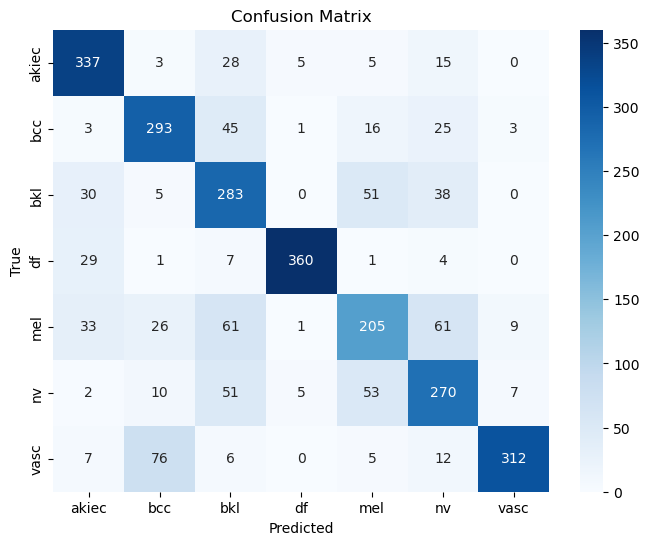 Confusion Matrix
akiec 337 3 28 5 5 15 0
bcc 3 293 45 1 16 25 3
bkl 30 5 283 0 51 38 0
df 29 1 7 360 1 4 0
mel 33 26 61 1 205 61 9
nv 2 10 51 5 53 270 7
vasc 7 76 6 0 5 12 312
akiec bcc bkl df mel nv vasc
Predicted
True
350
300
250
200
150
100
50
0